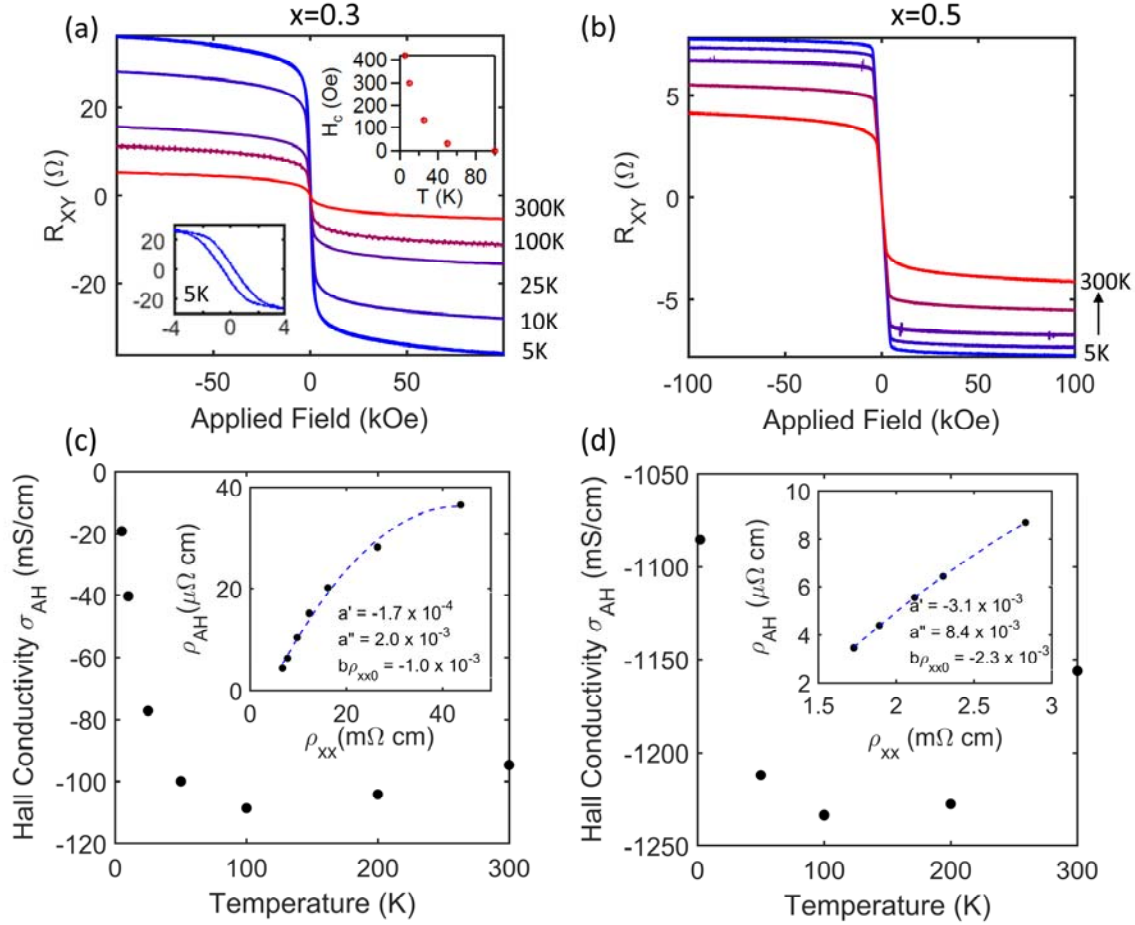 x=0.3
x=0.5
(a)
R_XY (Ω)
20
0
-20
-50
0
50
Applied Field (kOe)
H_c (Oe)
400
300
200
100
0
0
40
80
T (K)
20
0
-20
5K
-4
0
4
300K
100K
25K
10K
5K
(b)
R_XY (Ω)
5
0
-5
-100
-50
0
50
100
Applied Field (kOe)
300K
5K
(c)
Hall Conductivity σ_AH (mS/cm)
0
-20
-40
-60
-80
-100
-120
0
100
200
300
Temperature (K)
ρ_AH(μΩ cm)
40
20
0
a' = -1.7 x 10^-4
a'' = 2.0 x 10^-3
bρ_xx0 = -1.0 x 10^-3
0
20
40
ρ_xx(mΩ cm)
(d)
Hall Conductivity σ_AH (mS/cm)
-1050
-1100
-1150
-1200
-1250
0
100
200
300
Temperature (K)
ρ_AH (μΩ cm)
10
8
6
4
2
a' = -3.1 x 10^-3
a'' = 8.4 x 10^-3
bρ_xx0 = -2.3 x 10^-3
1.5
2
2.5
3
ρ_xx (mΩ cm)